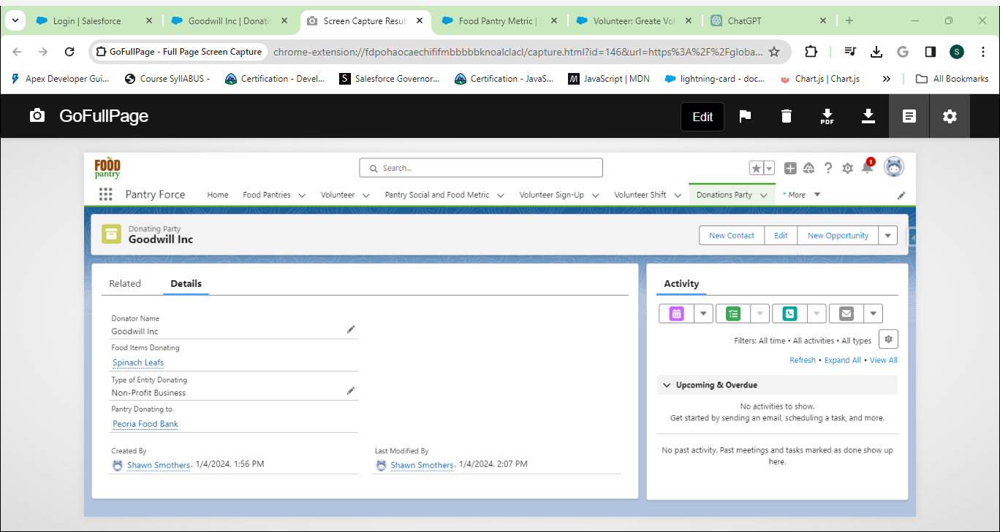 Login | Salesforce
Goodwill Inc | Donatin
Screen Capture Result
Food Pantry Metric | S
Volunteer: Greate Vol
ChatGPT
GoFullPage - Full Page Screen Capture
chrome-extension://fdpohaocaechififmbbbbbknoalclacl/capture.html?id=146&url=https%3A%2F%2Fgloba...
S
Apex Developer Gui...
Course SyllABUS -
Certification - Devel...
S Salesforce Governor...
Certification - JavaS...
M JavaScript | MDN
lightning-card - doc...
Chart.js | Chart.js
All Bookmarks
GoFullPage
Edit
PDF
FOOD
pantry
Search...
1
Pantry Force
Home
Food Pantries
Volunteer
Pantry Social and Food Metric
Volunteer Sign-Up
Volunteer Shift
Donations Party
* More
Donating Party
Goodwill Inc
New Contact
Edit
New Opportunity
Related
Details
Donator Name
Goodwill Inc
Food Items Donating
Spinach Leafs
Type of Entity Donating
Non-Profit Business
Pantry Donating to
Peoria Food Bank
Created By
Shawn Smothers, 1/4/2024, 1:56 PM
Last Modified By
Shawn Smothers, 1/4/2024, 2:07 PM
Activity
Filters: All time • All activities • All types
Refresh • Expand All • View All
Upcoming & Overdue
No activities to show.
Get started by sending an email, scheduling a task, and more.
No past activity. Past meetings and tasks marked as done show up
here.